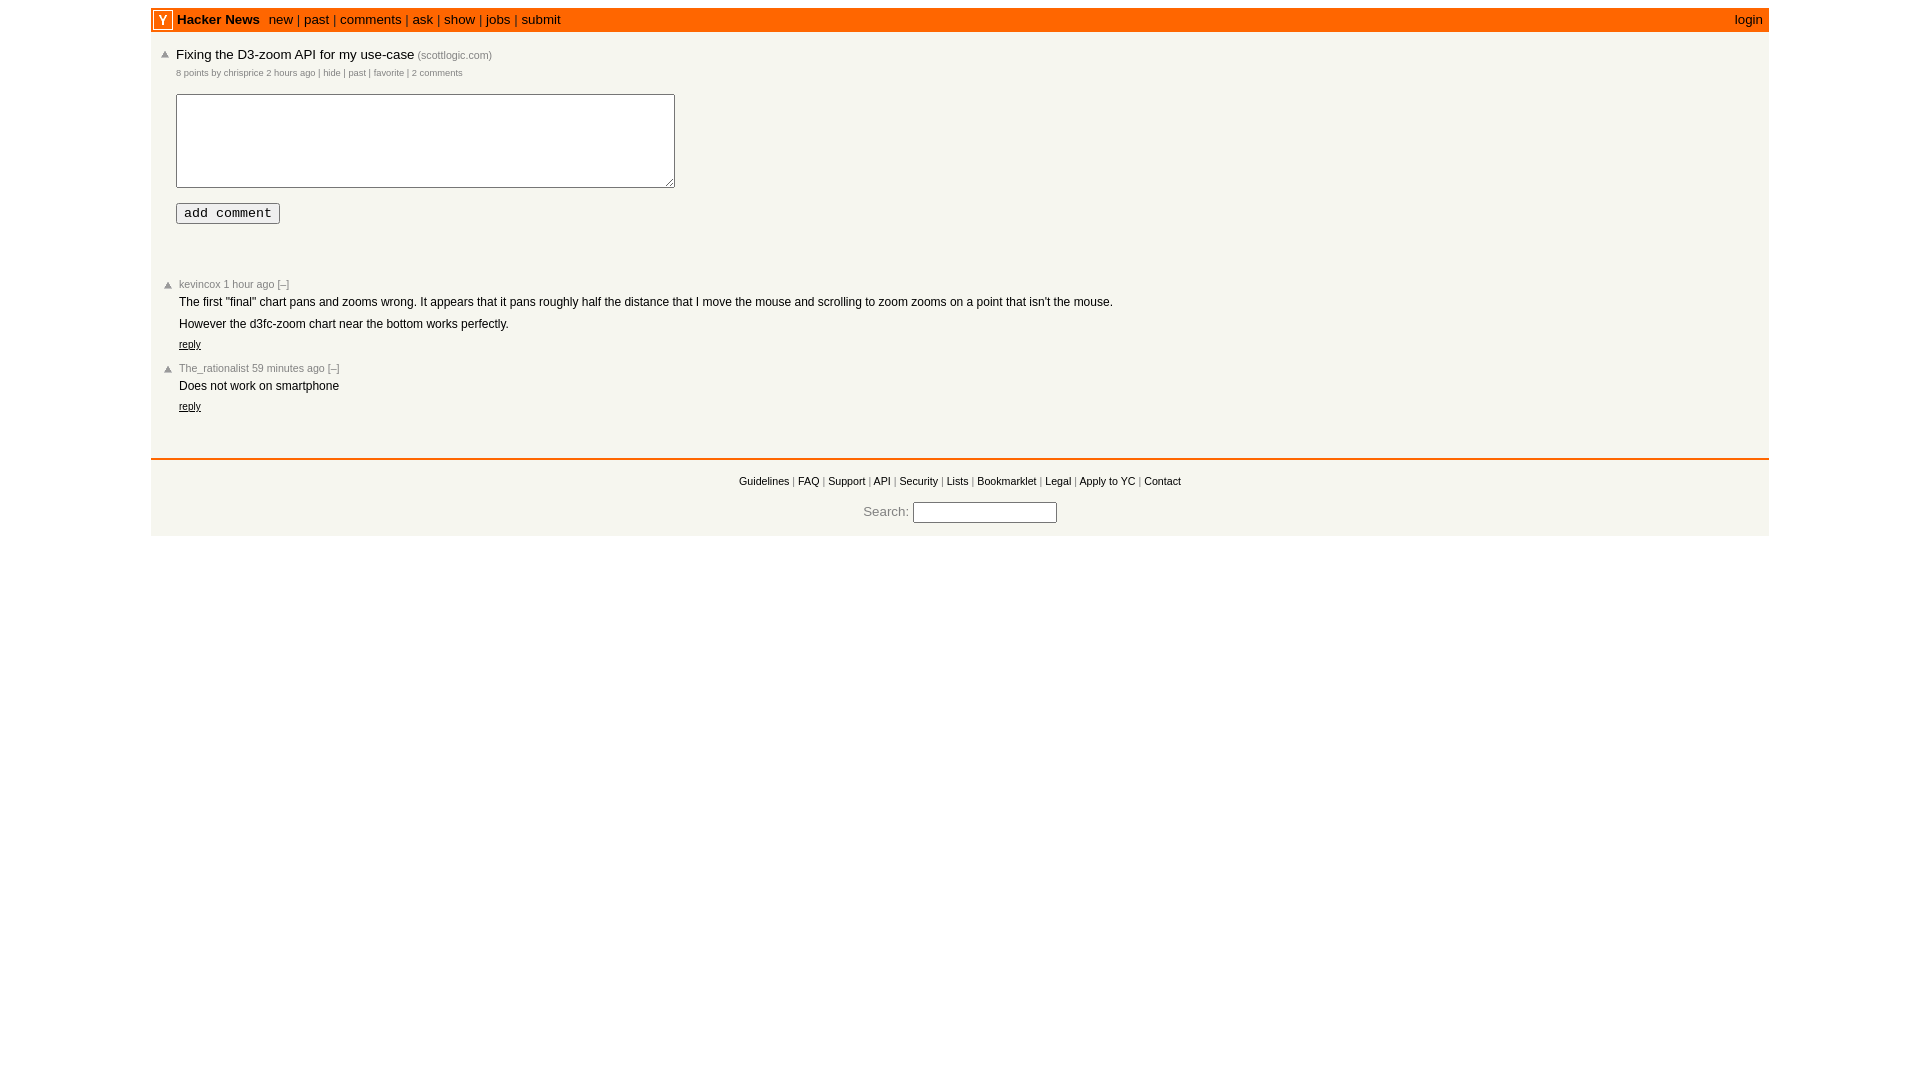 Y Hacker News new | past | comments | ask | show | jobs | submit login
Fixing the D3-zoom API for my use-case (scottlogic.com)
8 points by chrisprice 2 hours ago | hide | past | favorite | 2 comments
add comment
kevincox 1 hour ago [–]
The first "final" chart pans and zooms wrong. It appears that it pans roughly half the distance that I move the mouse and scrolling to zoom zooms on a point that isn't the mouse.
However the d3fc-zoom chart near the bottom works perfectly.
reply
The_rationalist 59 minutes ago [–]
Does not work on smartphone
reply
Guidelines | FAQ | Support | API | Security | Lists | Bookmarklet | Legal | Apply to YC | Contact
Search: